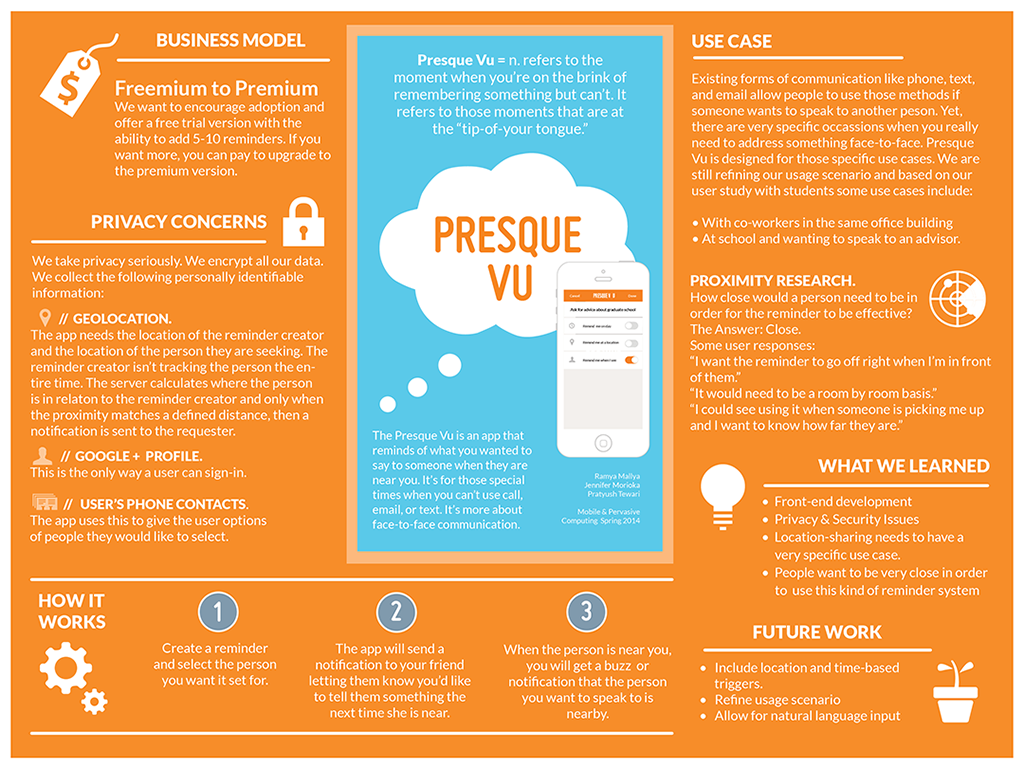 BUSINESS MODEL
$
Freemium to Premium
We want to encourage adoption and
offer a free trial version with the
ability to add 5-10 reminders. If you
want more, you can pay to upgrade to
the premium version.
PRIVACY CONCERNS
We take privacy seriously. We encrypt all our data.
We collect the following personally identifiable
information:
// GEOLOCATION.
The app needs the location of the reminder creator
and the location of the person they are seeking. The
reminder creator isn't tracking the person the en-
tire time. The server calculates where the person
is in relaton to the reminder creator and only when
the proximity matches a defined distance, then a
notification is sent to the requester.
// GOOGLE + PROFILE.
This is the only way a user can sign-in.
// USER'S PHONE CONTACTS.
The app uses this to give the user options
of people they would like to select.
Presque Vu = n. refers to the
moment when you're on the brink of
remembering something but can't. It
refers to those moments that are at
the "tip-of-your tongue."
PRESQUE
VU
Cancel PRESQUE VU Done
Ask for advice about graduate school
Remind me on day
Remind me at a location
Remind me when I see
The Presque Vu is an app that
reminds of what you wanted to
say to someone when they are
near you. It's for those special
times when you can't use call,
email, or text. It's more about
face-to-face communication.
Ramya Mallya
Jennifer Morioka
Pratyush Tewari
Mobile & Pervasive
Computing Spring 2014
USE CASE
Existing forms of communication like phone, text,
and email allow people to use those methods if
someone wants to speak to another peson. Yet,
there are very specific occassions when you really
need to address something face-to-face. Presque
Vu is designed for those specific use cases. We are
still refining our usage scenario and based on our
user study with students some use cases include:
• With co-workers in the same office building
• At school and wanting to speak to an advisor.
PROXIMITY RESEARCH.
How close would a person need to be in
order for the reminder to be effective?
The Answer: Close.
Some user responses:
"I want the reminder to go off right when I'm in front
of them."
"It would need to be a room by room basis."
"I could see using it when someone is picking me up
and I want to know how far they are."
WHAT WE LEARNED
• Front-end development
• Privacy & Security Issues
• Location-sharing needs to have a
very specific use case.
• People want to be very close in order
to use this kind of reminder system
FUTURE WORK
• Include location and time-based
triggers.
• Refine usage scenario
• Allow for natural language input
HOW IT
WORKS
1
Create a reminder
and select the person
you want it set for.
2
The app will send a
notification to your friend
letting them know you'd like
to tell them something the
next time she is near.
3
When the person is near you,
you will get a buzz or
notification that the person
you want to speak to is
nearby.